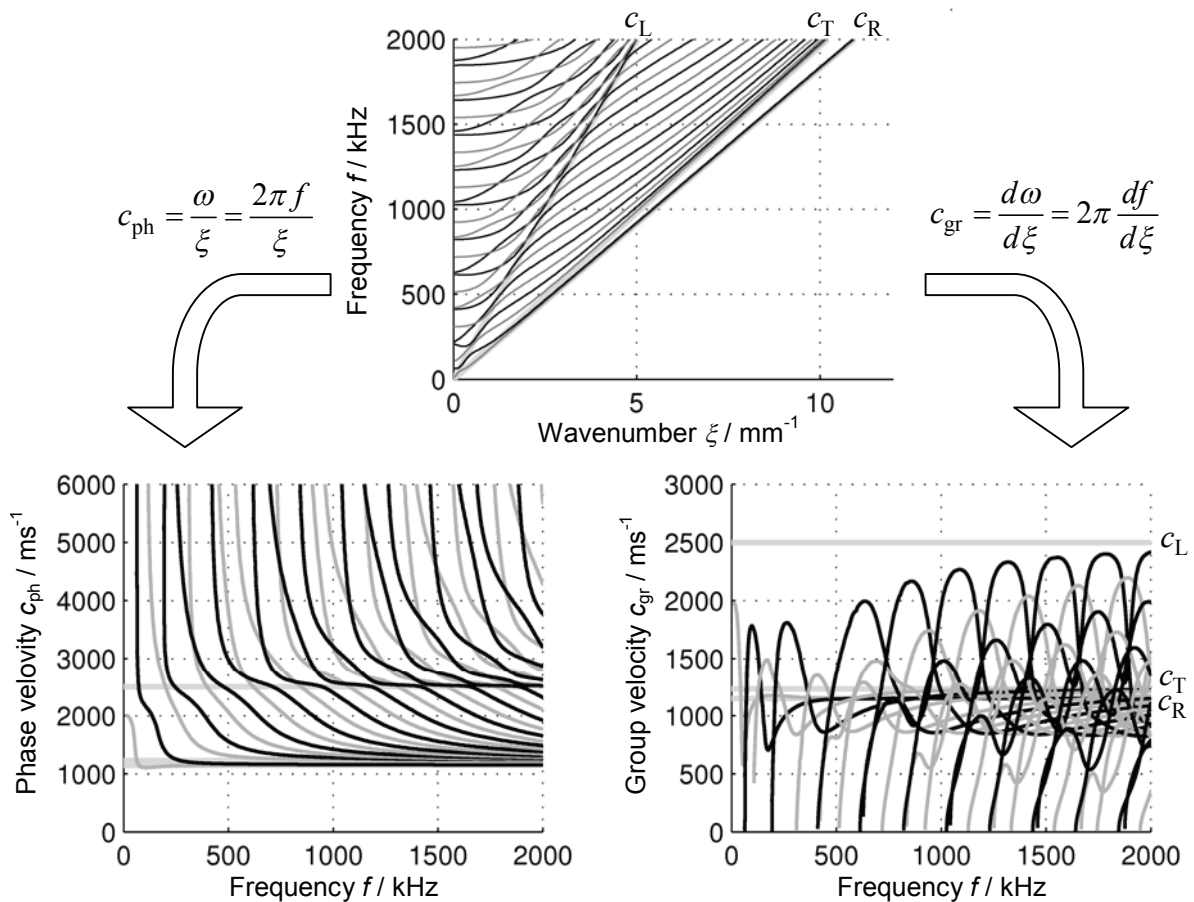 c_L c_T c_R
2000
1500
1000
500
0
Frequency f / kHz
0 5 10
Wavenumber ξ / mm⁻¹
c_ph = ω/ξ = 2π f/ξ
c_gr = dω/dξ = 2π df/dξ
6000
5000
4000
3000
2000
1000
0
Phase velovity c_ph / ms⁻¹
0 500 1000 1500 2000
Frequency f / kHz
3000
2500
2000
1500
1000
500
0
Group velocity c_gr / ms⁻¹
c_L
c_T
c_R
0 500 1000 1500 2000
Frequency f / kHz